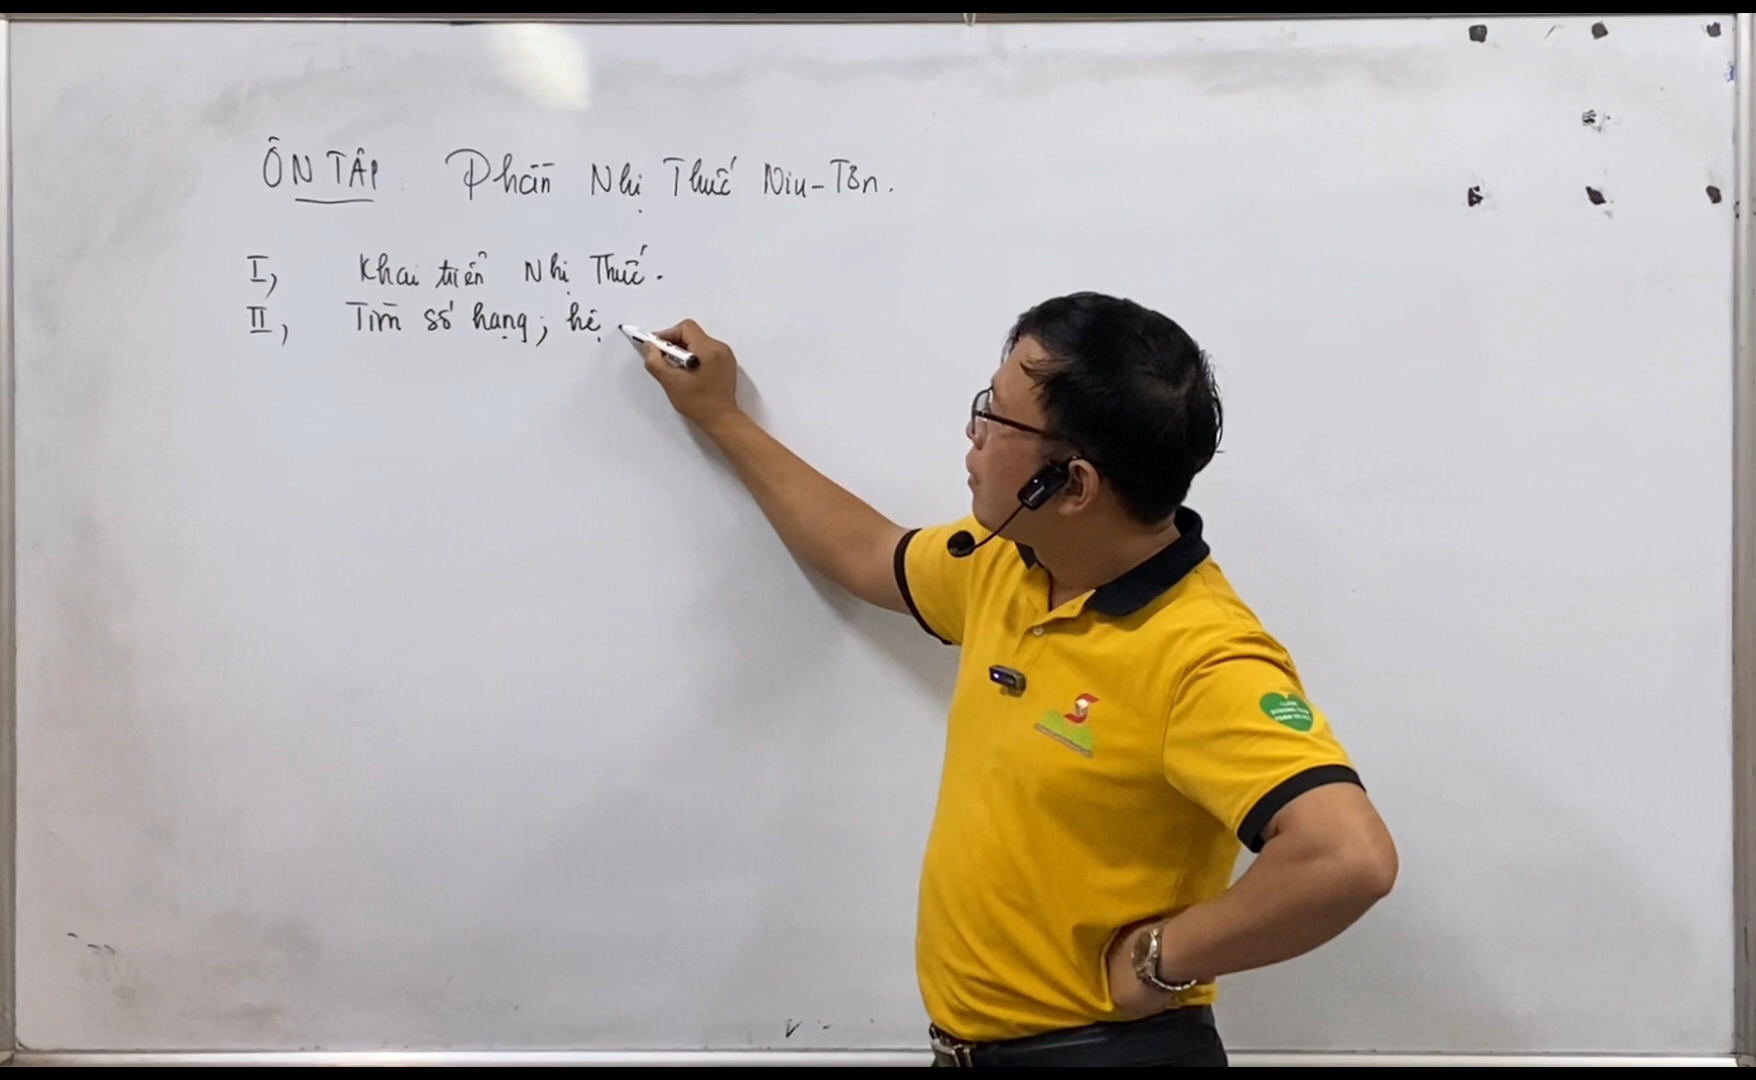 ÔN TẬP Phần Nhị Thức Niu-Tơn.
I, Khai triển Nhị Thức.
II, Tìm số hạng; hệ